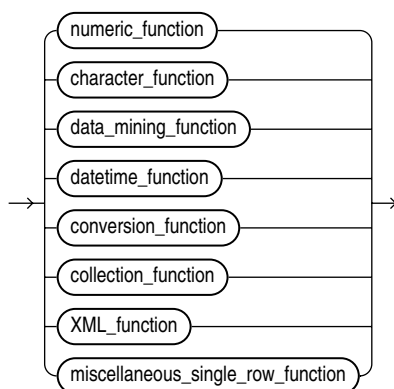 numeric_function
character_function
data_mining_function
datetime_function
conversion_function
collection_function
XML_function
miscellaneous_single_row_function